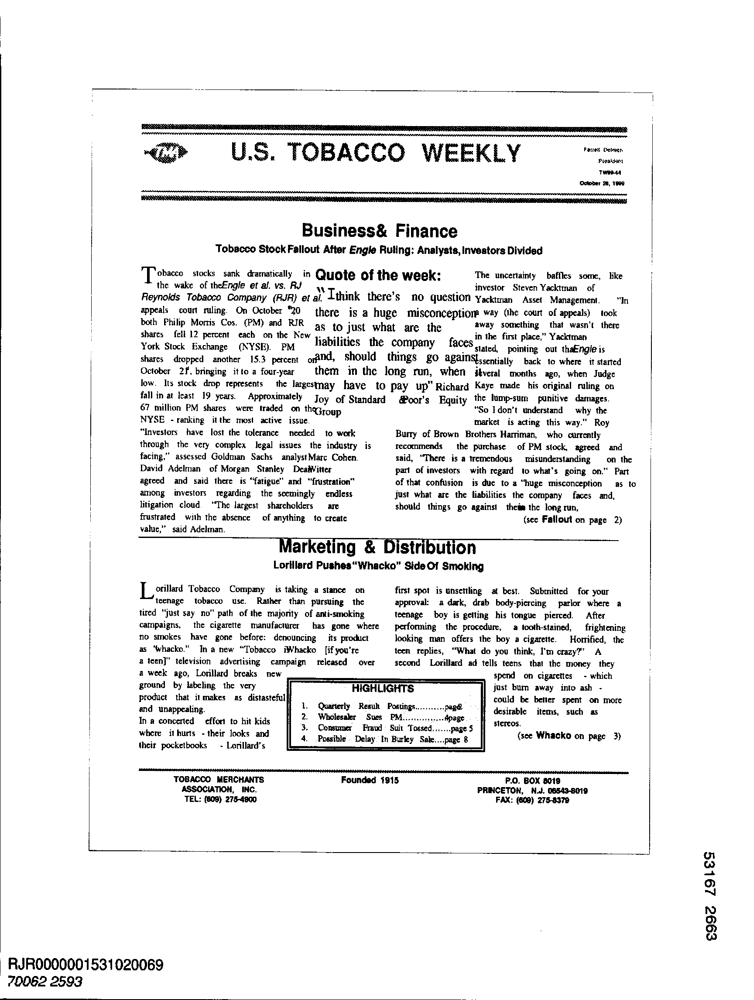 TMA
U.S. TOBACCO WEEKLY
Farrell Delman
President
TW99-44
October 28, 1999
Business& Finance
Tobacco Stock Fallout After Engle Ruling: Analysts, Investors Divided
Tobacco stocks sank dramatically in
the wake of theEngle et al. vs. RJ
Reynolds Tobacco Company (RJR) et al.
appeals court ruling. On October 20
both Philip Morris Cos. (PM) and RJR
shares fell 12 percent each on the New
York Stock Exchange (NYSE). PM
shares dropped another 15.3 percent on
October 21, bringing it to a four-year
low. Its stock drop represents the largest
fall in at least 19 years. Approximately
67 million PM shares were traded on the
NYSE - ranking it the most active issue.
"Investors have lost the tolerance needed to work
through the very complex legal issues the industry is
facing," assessed Goldman Sachs analyst Marc Cohen.
David Adelman of Morgan Stanley DeanWitter
agreed and said there is "fatigue" and "frustration"
among investors regarding the seemingly endless
litigation cloud "The largest shareholders are
frustrated with the absence of anything to create
value," said Adelman.
Quote of the week:
"I think there's no question
there is a huge misconception
as to just what are the
liabilities the company faces
and, should things go against
them in the long run, when it
may have to pay up" Richard
Joy of Standard &Poor's Equity
Group
The uncertainty baffles some, like
investor Steven Yacktman of
Yacktman Asset Management. "In
a way (the court of appeals) took
away something that wasn't there
in the first place," Yacktman
stated, pointing out thaEngle is
essentially back to where it started
several months ago, when Judge
Kaye made his original ruling on
the lump-sum punitive damages.
"So I don't understand why the
market is acting this way." Roy
Burry of Brown Brothers Harriman, who currently
recommends the purchase of PM stock, agreed and
said, "There is a tremendous misunderstanding on the
part of investors with regard to what's going on." Part
of that confusion is due to a "huge misconception as to
just what are the liabilities the company faces and,
should things go against them in the long run,
(see Fallout on page 2)
Marketing & Distribution
Lorillard Pushes "Whacko" Side Of Smoking
Lorillard Tobacco Company is taking a stance on
teenage tobacco use. Rather than pursuing the
tired "just say no" path of the majority of anti-smoking
campaigns, the cigarette manufacturer has gone where
no smokes have gone before: denouncing its product
as "whacko." In a new "Tobacco iWhacko [if you're
a teen]" television advertising campaign released over
a week ago, Lorillard breaks new
ground by labeling the very
product that it makes as distasteful
and unappealing.
In a concerted effort to hit kids
where it hurts - their looks and
their pocketbooks - Lorillard's
first spot is unsettling at best. Submitted for your
approval: a dark, drab body-piercing parlor where a
teenage boy is getting his tongue pierced. After
performing the procedure, a tooth-stained, frightening
looking man offers the boy a cigarette. Horrified, the
teen replies, "What do you think, I'm crazy?" A
second Lorillard ad tells teens that the money they
spend on cigarettes - which
just burn away into ash -
could be better spent on more
desirable items, such as
stereos.
(see Whacko on page 3)
HIGHLIGHTS
1. Quarterly Result Postings...........page
2. Wholesaler Sues PM..............page
3. Consumer Fraud Suit Tossed.......page 5
4. Possible Delay In Burley Sale....page 8
TOBACCO MERCHANTS
ASSOCIATION, INC.
TEL: (609) 275-4900
Founded 1915
P.O. BOX 8019
PRINCETON, N.J. 08543-8019
FAX: (609) 275-8379
53167 2663
RJR0000001531020069
70062 2593